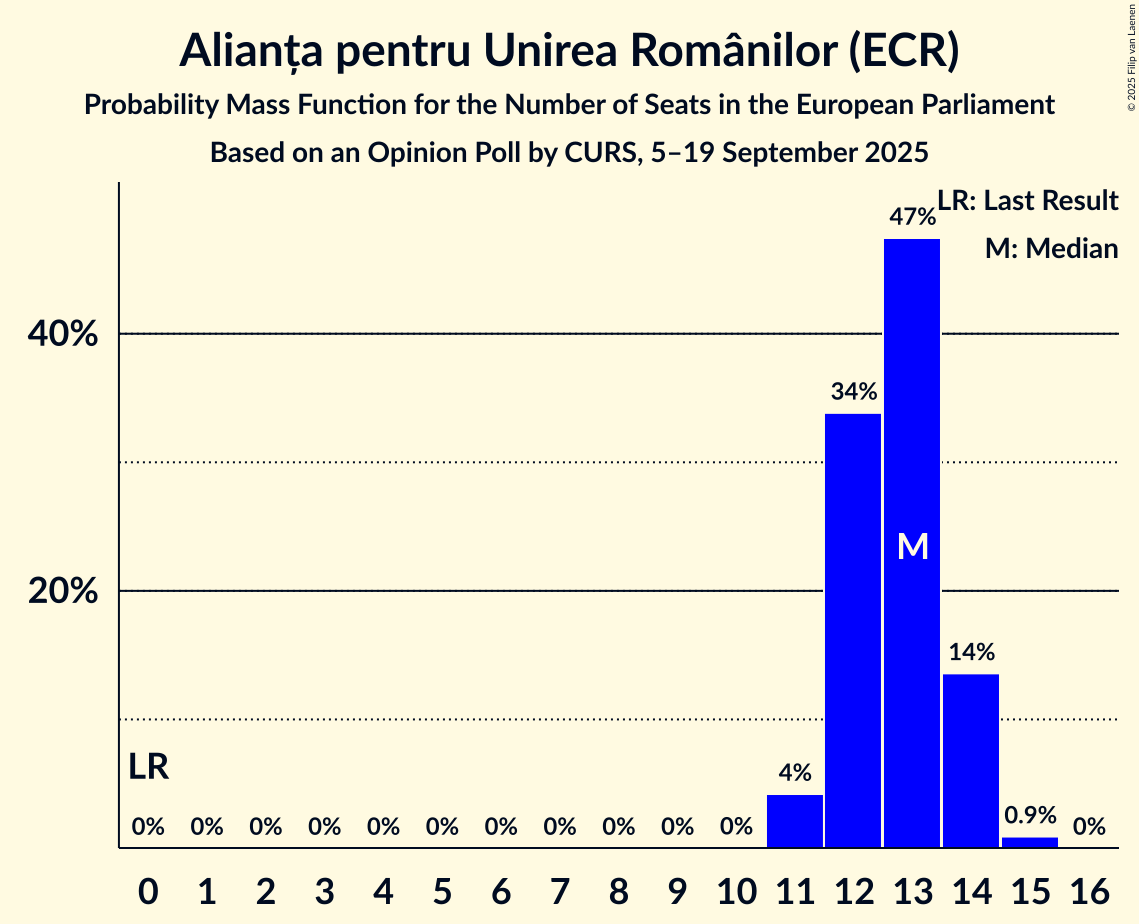 Alianța pentru Unirea Românilor (ECR)
Probability Mass Function for the Number of Seats in the European Parliament
Based on an Opinion Poll by CURS, 5–19 September 2025
© 2025 Filip van Laenen
LR: Last Result
M: Median
47%
40%
34%
M
20%
14%
LR
4%
0% 0% 0% 0% 0% 0% 0% 0% 0% 0% 0% 0.9% 0%
0 1 2 3 4 5 6 7 8 9 10 11 12 13 14 15 16